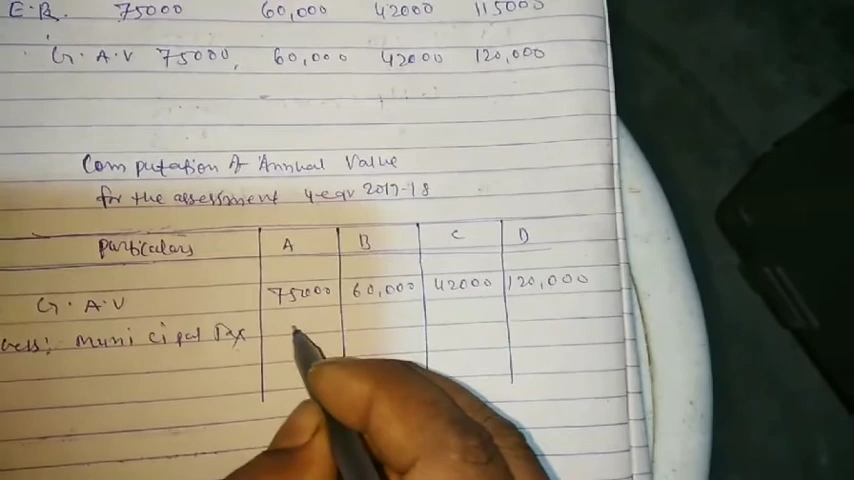 E.R. 75000 60,000 42000 115000
G.A.V 75000, 60,000 42000 120,000
Computation of Annual Value
for the assessment year 2017-18
particulars A B C D
G.A.V 75000 60,000 42000 120,000
Less: Municipal Tax